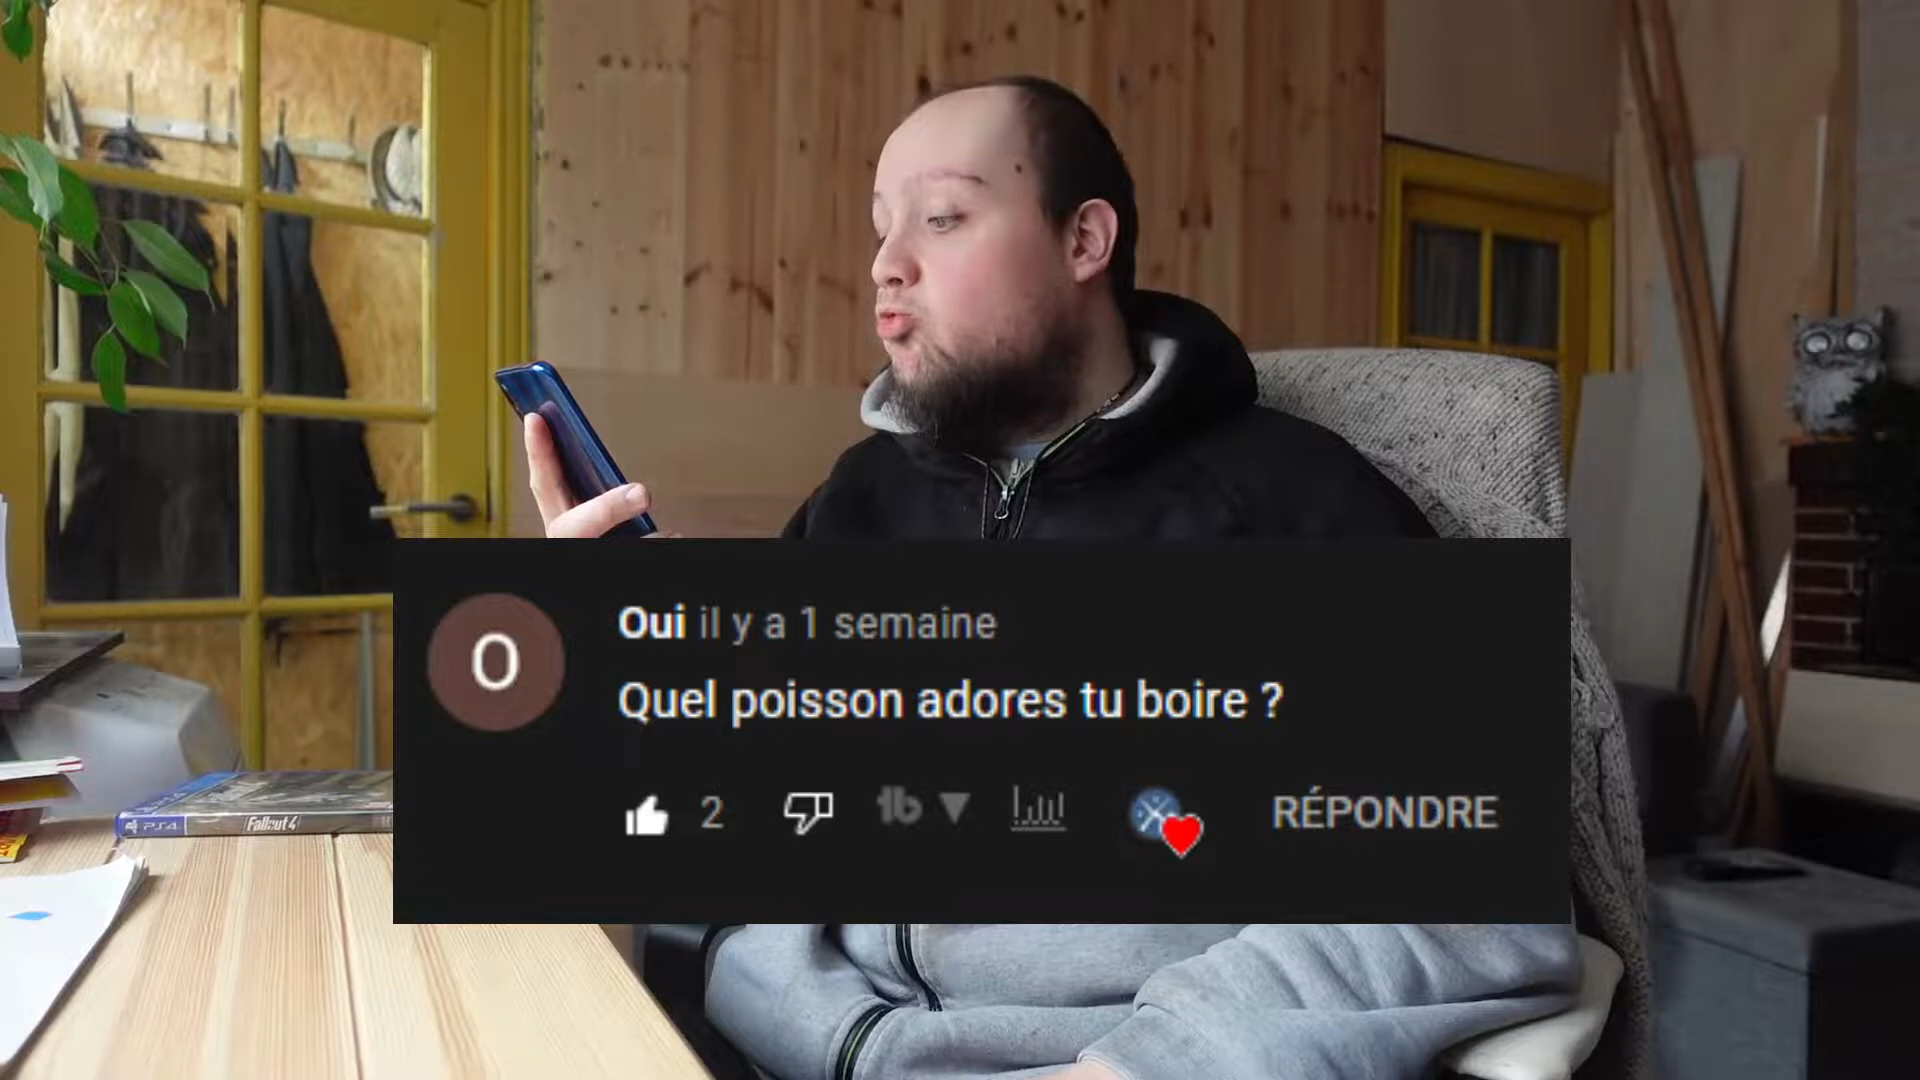 PS4
Fallout 4
O
Oui il y a 1 semaine
Quel poisson adores tu boire ?
2
RÉPONDRE